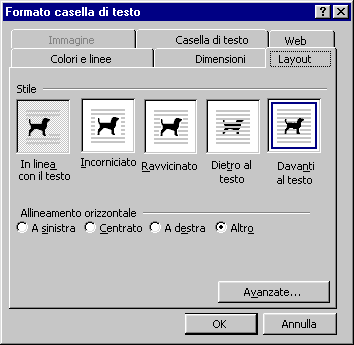 Formato casella di testo
Immagine Casella di testo Web
Colori e linee Dimensioni Layout
Stile
In linea con il testo
Incorniciato
Ravvicinato
Dietro al testo
Davanti al testo
Allineamento orizzontale
A sinistra Centrato A destra Altro
Avanzate...
OK Annulla